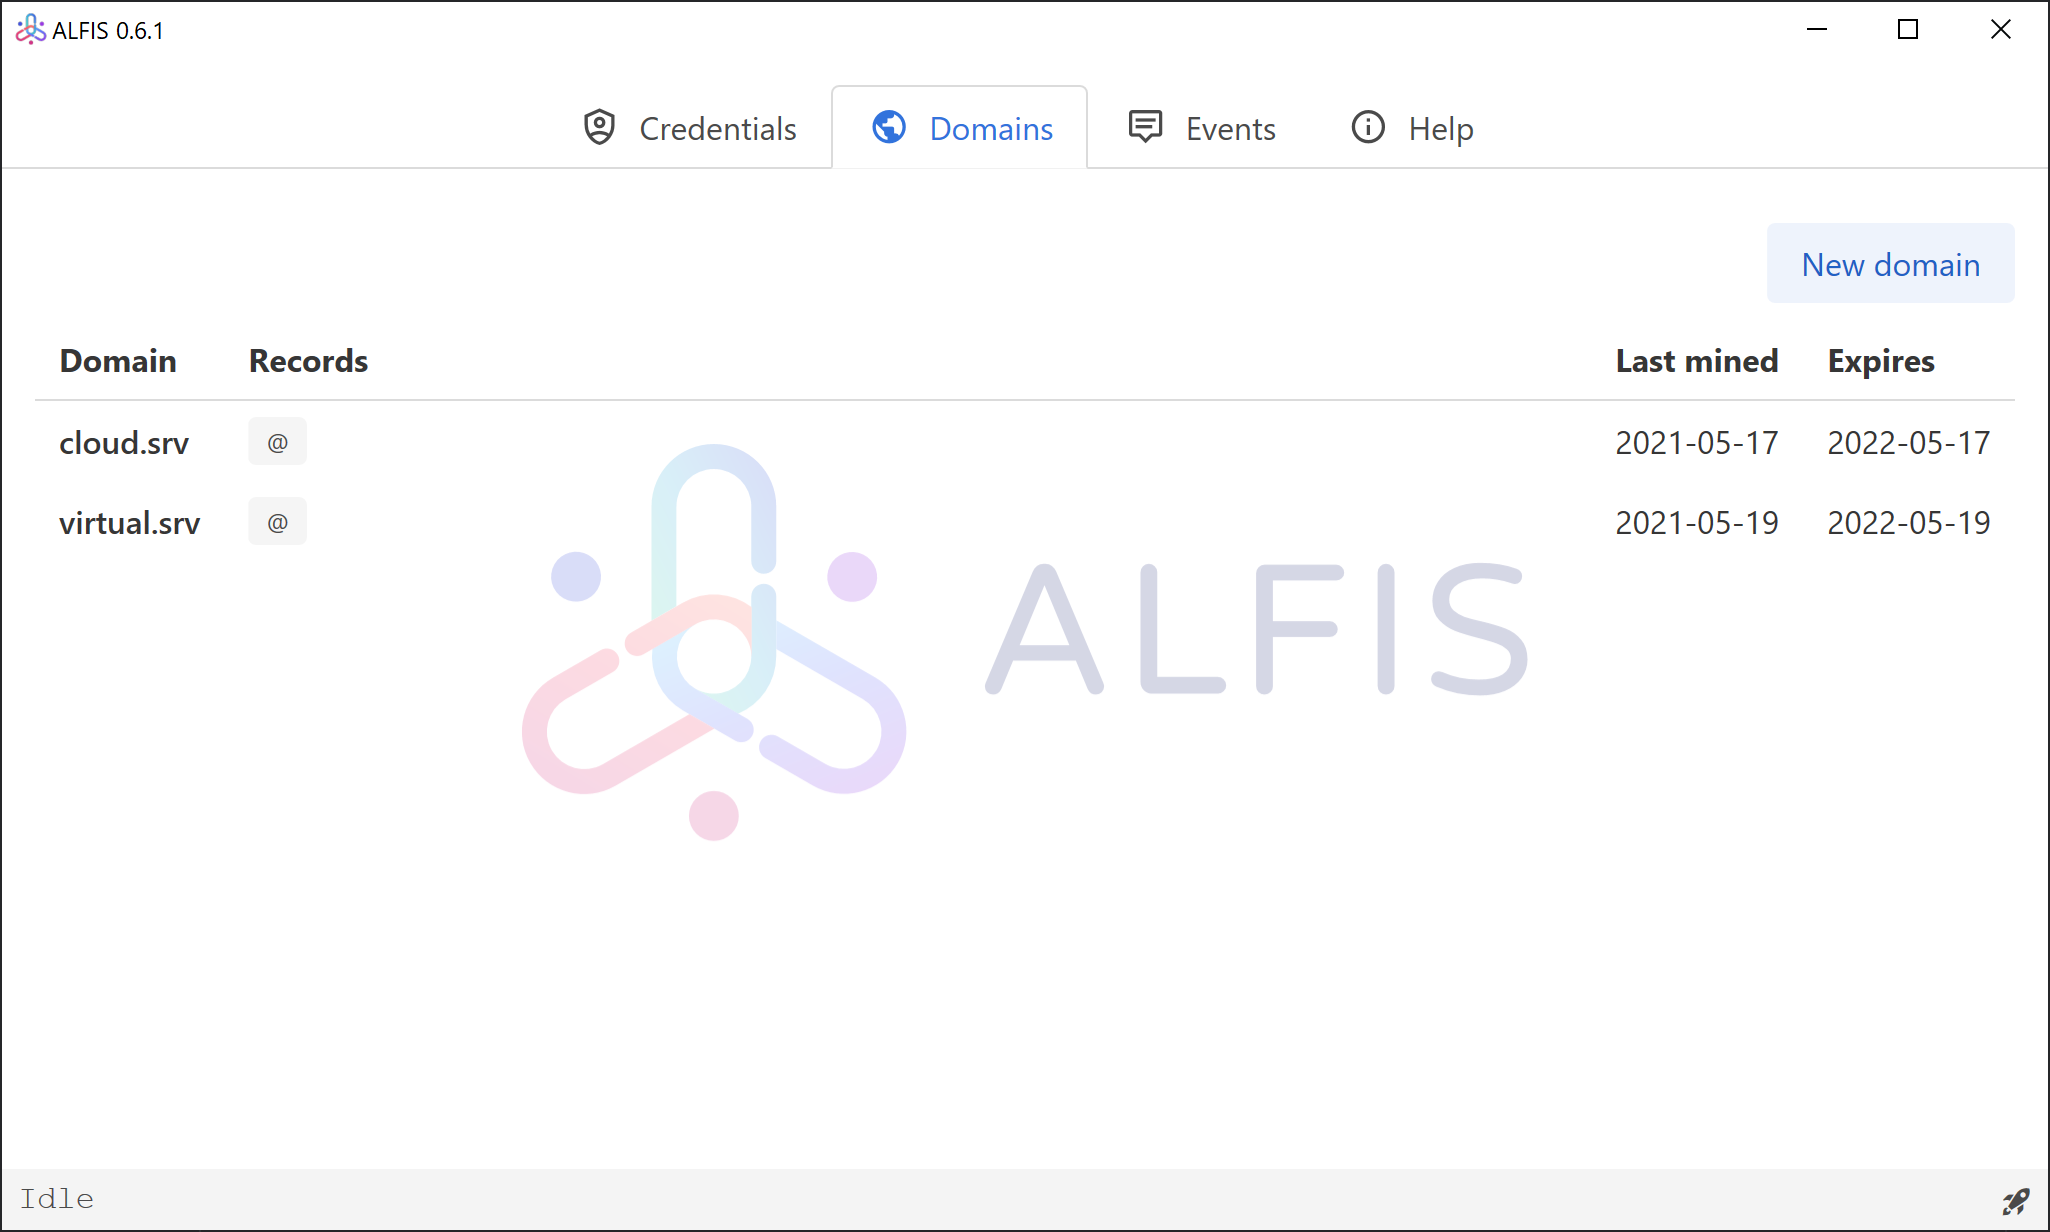 ALFIS 0.6.1
Credentials Domains Events Help
New domain
Domain Records Last mined Expires
cloud.srv @ 2021-05-17 2022-05-17
virtual.srv @ 2021-05-19 2022-05-19
ALFIS
Idle